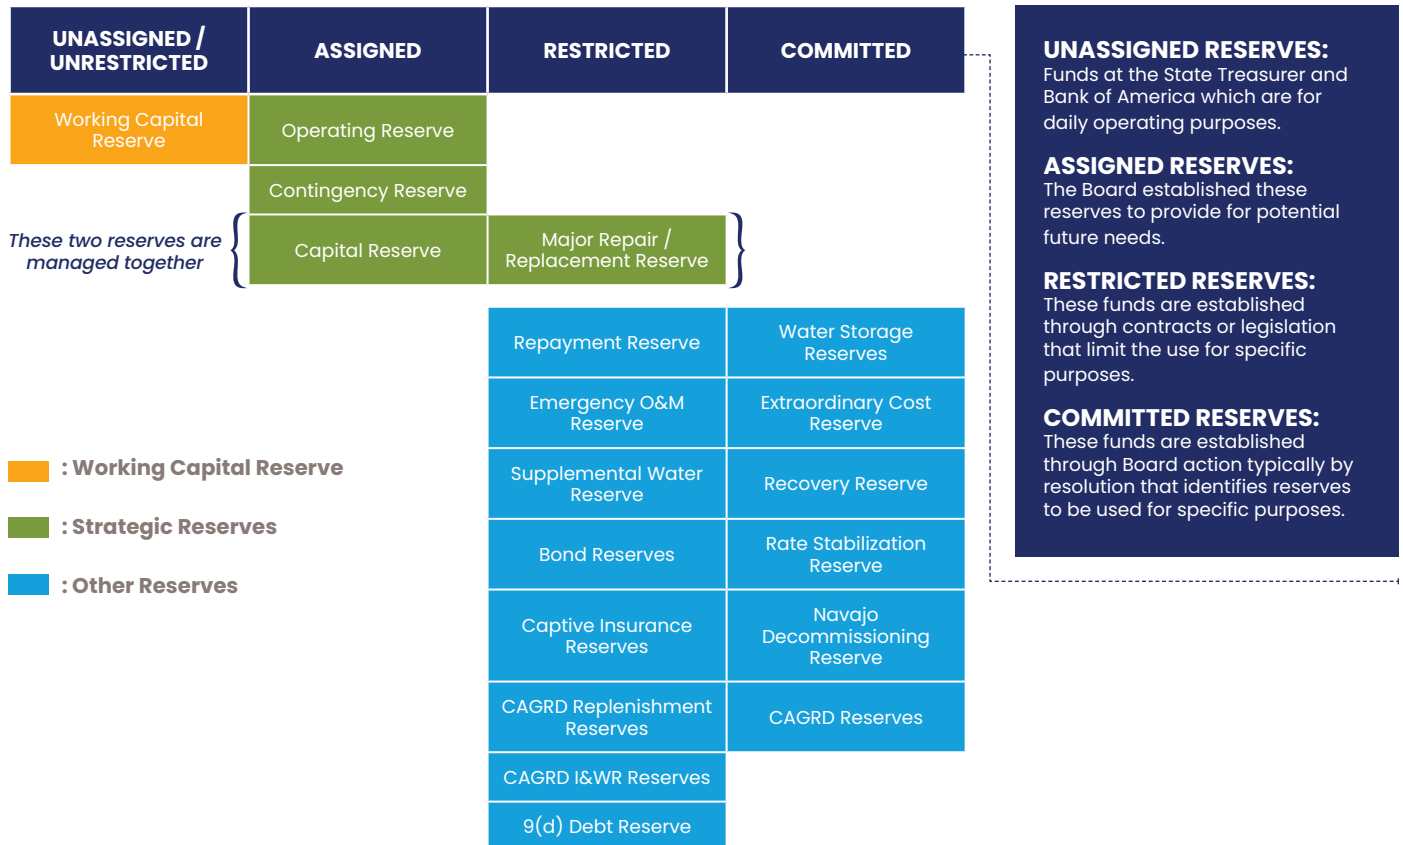 UNASSIGNED /
UNRESTRICTED
ASSIGNED
RESTRICTED
COMMITTED
Working Capital
Reserve
Operating Reserve
Contingency Reserve
These two reserves are
managed together
Capital Reserve
Major Repair /
Replacement Reserve
Repayment Reserve
Water Storage
Reserves
Emergency O&M
Reserve
Extraordinary Cost
Reserve
Supplemental Water
Reserve
Recovery Reserve
Bond Reserves
Rate Stabilization
Reserve
Captive Insurance
Reserves
Navajo
Decommissioning
Reserve
CAGRD Replenishment
Reserves
CAGRD Reserves
CAGRD I&WR Reserves
9(d) Debt Reserve
: Working Capital Reserve
: Strategic Reserves
: Other Reserves
UNASSIGNED RESERVES:
Funds at the State Treasurer and
Bank of America which are for
daily operating purposes.
ASSIGNED RESERVES:
The Board established these
reserves to provide for potential
future needs.
RESTRICTED RESERVES:
These funds are established
through contracts or legislation
that limit the use for specific
purposes.
COMMITTED RESERVES:
These funds are established
through Board action typically by
resolution that identifies reserves
to be used for specific purposes.